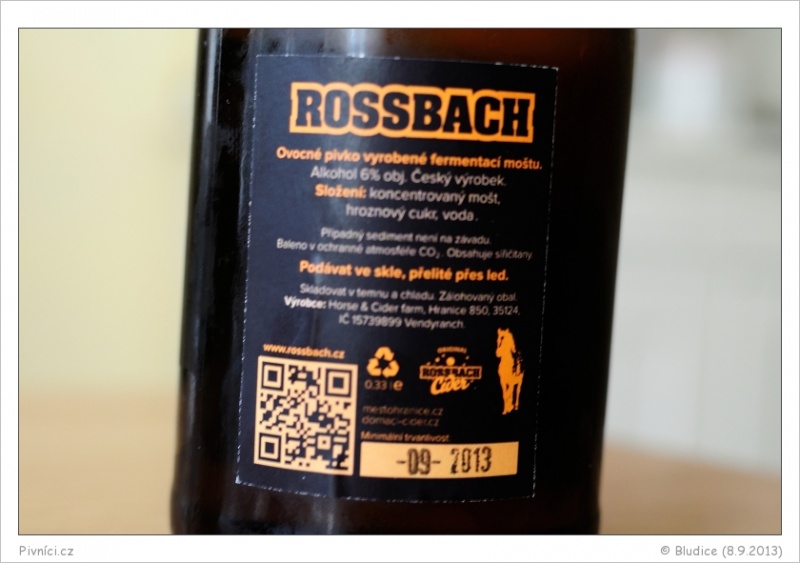 ROSSBACH
Ovocné pivko vyrobené fermentací moštu.
Alkohol 6% obj. Český výrobek.
Složení: koncentrovaný mošt,
hroznový cukr, voda.
Případný sediment není na závadu.
Baleno v ochranné atmosféře CO₂. Obsahuje siřičitany.
Podávat ve skle, přelité přes led.
Skladovat v temnu a chladu. Zálohovaný obal.
Výrobce: Horse & Cider farm, Hranice 850, 35124,
IČ 15739899 Vendyranch.
www.rossbach.cz
0.33 l e
ORIGINAL
ROSSBACH
Cider
mestohranice.cz
domaci-cider.cz
Minimální trvanlivost:
-09- 2013
Pivníci.cz
© Bludice (8.9.2013)